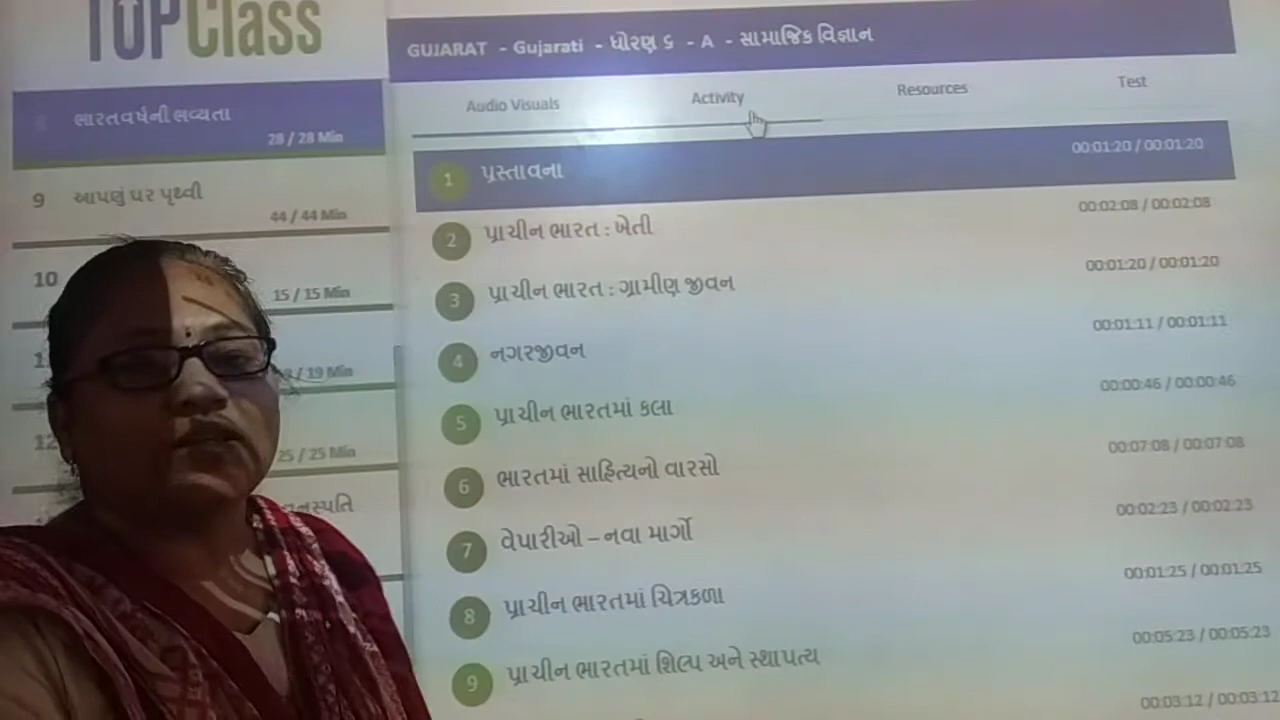 TOPClass
GUJARAT - Gujarati - ધોરણ ૬ - A - સામાજિક વિજ્ઞાન
ભારતવર્ષની ભવ્યતા
28 / 28 Min
9 આપણું ઘર પૃથ્વી
44 / 44 Min
10
15 / 15 Min
/ 19 Min
12
25 / 25 Min
Audio Visuals Activity Resources Test
1 પ્રસ્તાવના 00:01:20 / 00:01:20
2 પ્રાચીન ભારત : ખેતી 00:02:08 / 00:02:08
3 પ્રાચીન ભારત : ગ્રામીણ જીવન 00:01:20 / 00:01:20
4 નગરજીવન 00:01:11 / 00:01:11
5 પ્રાચીન ભારતમાં કલા 00:00:46 / 00:00:46
6 ભારતમાં સાહિત્યનો વારસો 00:07:08 / 00:07:08
7 વેપારીઓ – નવા માર્ગો 00:02:23 / 00:02:23
8 પ્રાચીન ભારતમાં ચિત્રકળા 00:01:25 / 00:01:25
9 પ્રાચીન ભારતમાં શિલ્પ અને સ્થાપત્ય 00:05:23 / 00:05:23
00:03:12 / 00:03:12